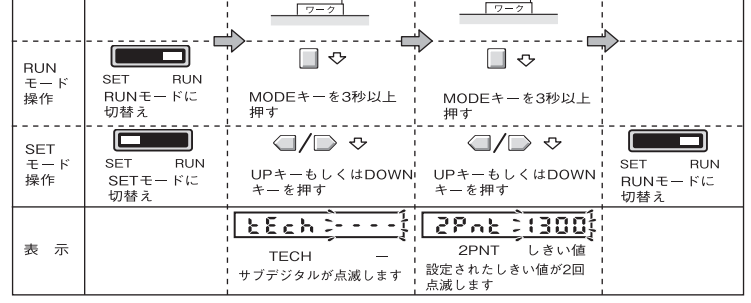 ワーク
ワーク
RUN
モード
操作
SET RUN
RUNモードに
切替え
MODEキーを3秒以上
押す
MODEキーを3秒以上
押す
SET
モード
操作
SET RUN
SETモードに
切替え
UPキーもしくはDOWN
キーを押す
UPキーもしくはDOWN
キーを押す
SET RUN
RUNモードに
切替え
表 示
tEch ----
TECH —
サブデジタルが点滅します
2Pnt 1300
2PNT しきい値
設定されたしきい値が2回
点滅します